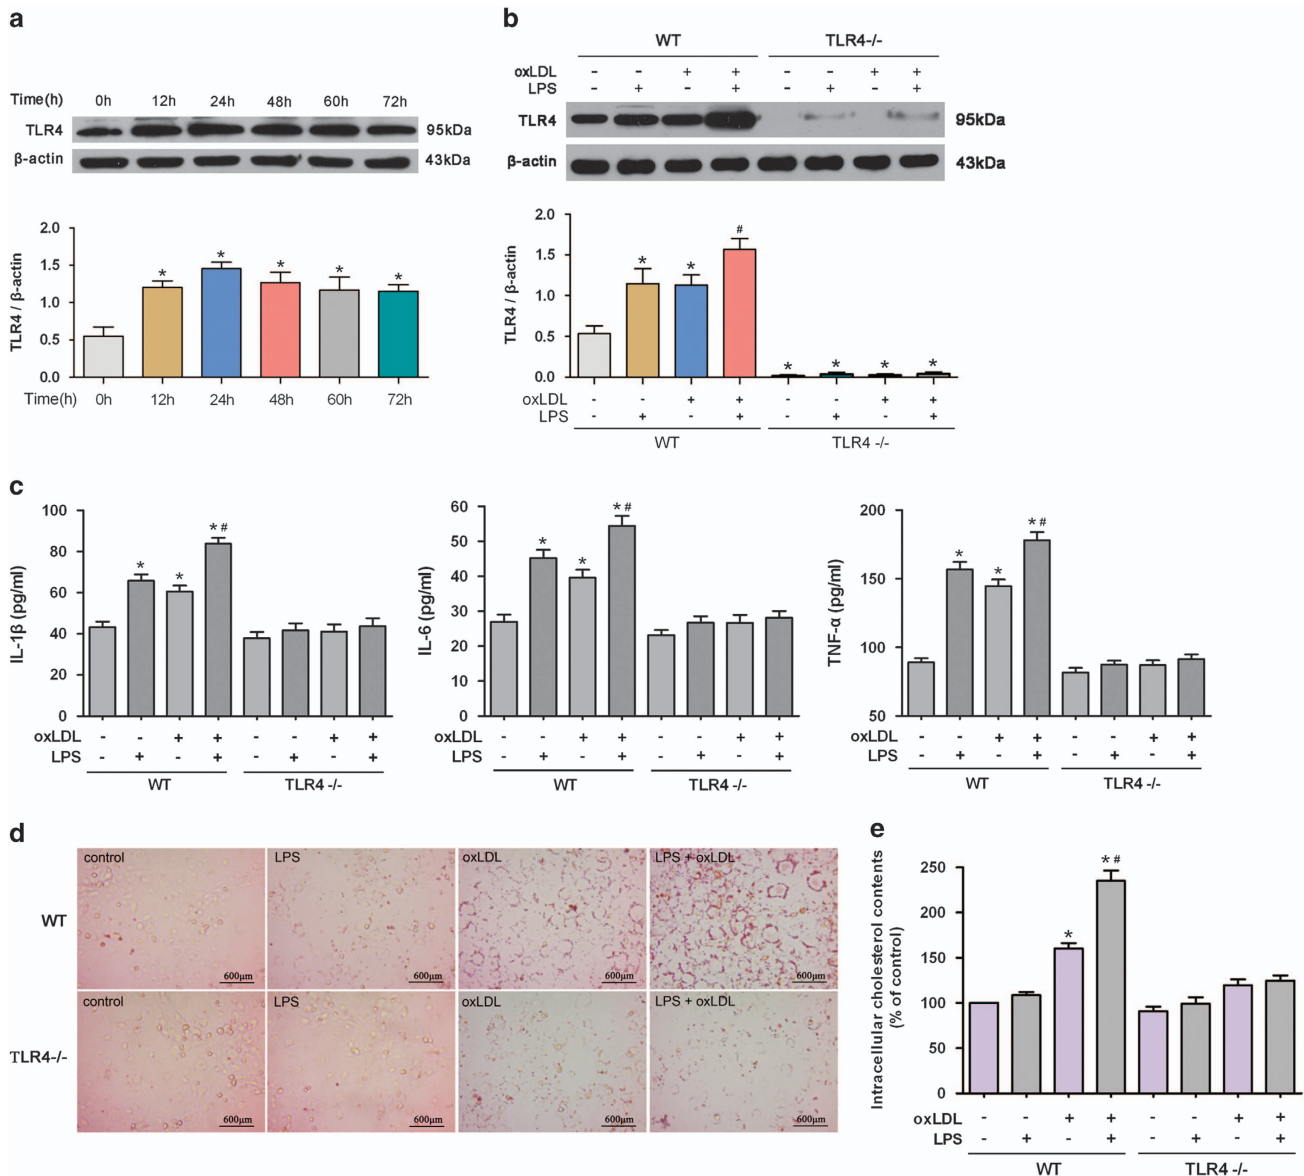 a
Time(h) 0h 12h 24h 48h 60h 72h
TLR4 95kDa
β-actin 43kDa
TLR4 / β-actin
2.0
1.5
1.0
0.5
0.0
* * * * *
Time(h) 0h 12h 24h 48h 60h 72h
b
WT TLR4-/-
oxLDL - - + + - - + +
LPS - + - + - + - +
TLR4 95kDa
β-actin 43kDa
TLR4 / β-actin
2.0
1.5
1.0
0.5
0.0
* * # * * * *
oxLDL - - + + - - + +
LPS - + - + - + - +
WT TLR4 -/-
c
IL-1β (pg/ml)
100
80
60
40
20
0
* * * #
oxLDL - - + + - - + +
LPS - + - + - + - +
WT TLR4 -/-
IL-6 (pg/ml)
60
50
40
30
20
10
0
* * * #
oxLDL - - + + - - + +
LPS - + - + - + - +
WT TLR4 -/-
TNF-α (pg/ml)
200
150
100
50
* * * #
oxLDL - - + + - - + +
LPS - + - + - + - +
WT TLR4 -/-
d
WT
control LPS oxLDL LPS + oxLDL
600μm 600μm 600μm 600μm
TLR4-/-
control LPS oxLDL LPS + oxLDL
600μm 600μm 600μm 600μm
e
Intracellular cholesterol contents
(% of control)
250
200
150
100
50
0
* * #
oxLDL - - + + - - + +
LPS - + - + - + - +
WT TLR4 -/-